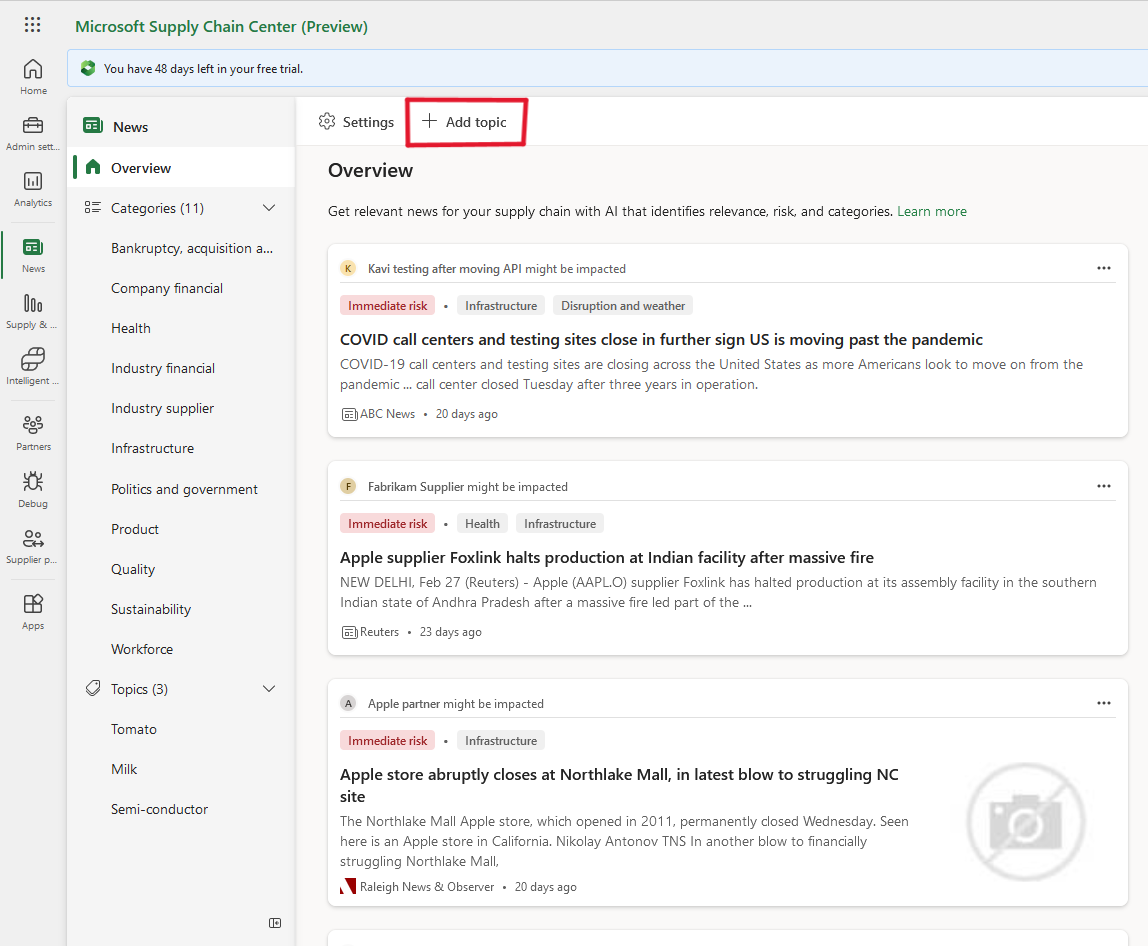 Microsoft Supply Chain Center (Preview)
You have 48 days left in your free trial.
Home
Admin sett...
Analytics
News
Supply & ...
Intelligent ...
Partners
Debug
Supplier p...
Apps
News
Overview
Categories (11)
Bankruptcy, acquisition a...
Company financial
Health
Industry financial
Industry supplier
Infrastructure
Politics and government
Product
Quality
Sustainability
Workforce
Topics (3)
Tomato
Milk
Semi-conductor
Settings
Add topic
Overview
Get relevant news for your supply chain with AI that identifies relevance, risk, and categories. Learn more
K Kavi testing after moving API might be impacted
Immediate risk • Infrastructure Disruption and weather
COVID call centers and testing sites close in further sign US is moving past the pandemic
COVID-19 call centers and testing sites are closing across the United States as more Americans look to move on from the
pandemic ... call center closed Tuesday after three years in operation.
ABC News • 20 days ago
F Fabrikam Supplier might be impacted
Immediate risk • Health Infrastructure
Apple supplier Foxlink halts production at Indian facility after massive fire
NEW DELHI, Feb 27 (Reuters) - Apple (AAPL.O) supplier Foxlink has halted production at its assembly facility in the southern
Indian state of Andhra Pradesh after a massive fire led part of the ...
Reuters • 23 days ago
A Apple partner might be impacted
Immediate risk • Infrastructure
Apple store abruptly closes at Northlake Mall, in latest blow to struggling NC
site
The Northlake Mall Apple store, which opened in 2011, permanently closed Wednesday. Seen
here is an Apple store in California. Nikolay Antonov TNS In another blow to financially
struggling Northlake Mall,
Raleigh News & Observer • 20 days ago